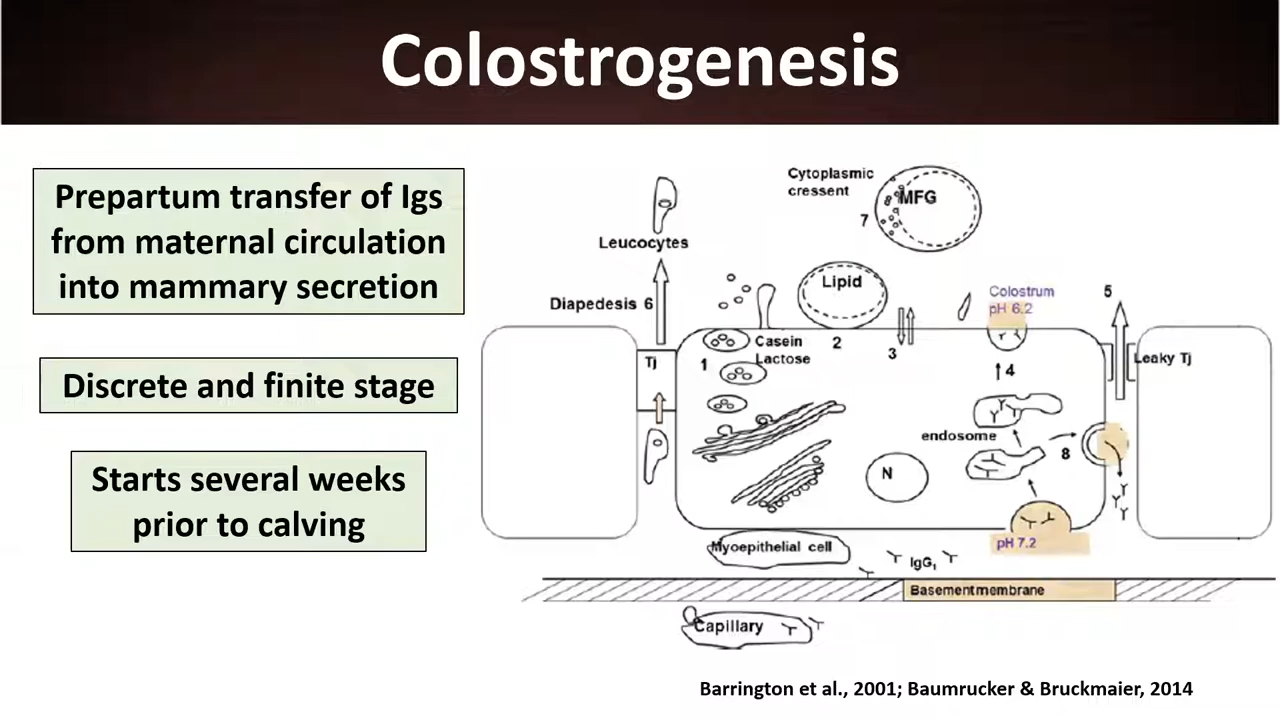 Colostrogenesis
Prepartum transfer of Igs
from maternal circulation
into mammary secretion
Discrete and finite stage
Starts several weeks
prior to calving
Cytoplasmic
cressent
7
MFG
Leucocytes
Diapedesis 6
Lipid
Colostrum
pH 6.2
5
Tj
1
Casein
Lactose
2
3
4
Leaky Tj
endosome
8
N
pH 7.2
Myoepithelial cell
IgG₁
Basement membrane
Capillary
Barrington et al., 2001; Baumrucker & Bruckmaier, 2014